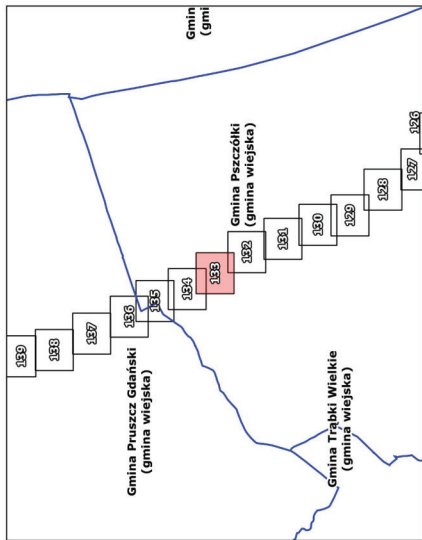 139
138
137
Gmina Pruszcz Gdański
(gmina wiejska)
136
135
134
Gmi
(gmi
133
Gmina Pszczółki
(gmina wiejska)
132
131
130
Gmina Trąbki Wielkie
(gmina wiejska)
129
128
127
126